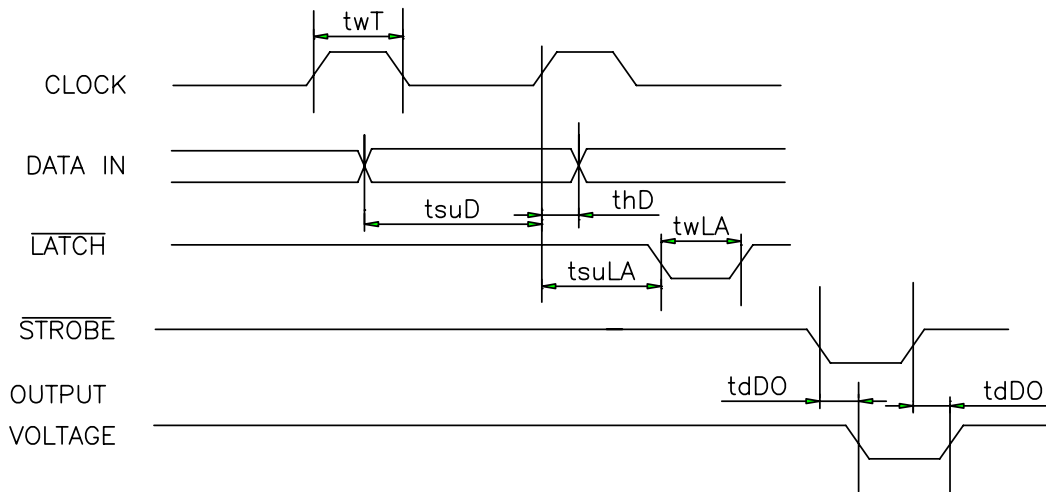 twT
CLOCK
DATA IN
tsuD
thD
LATCH
twLA
tsuLA
STROBE
OUTPUT
VOLTAGE
tdDO
tdDO